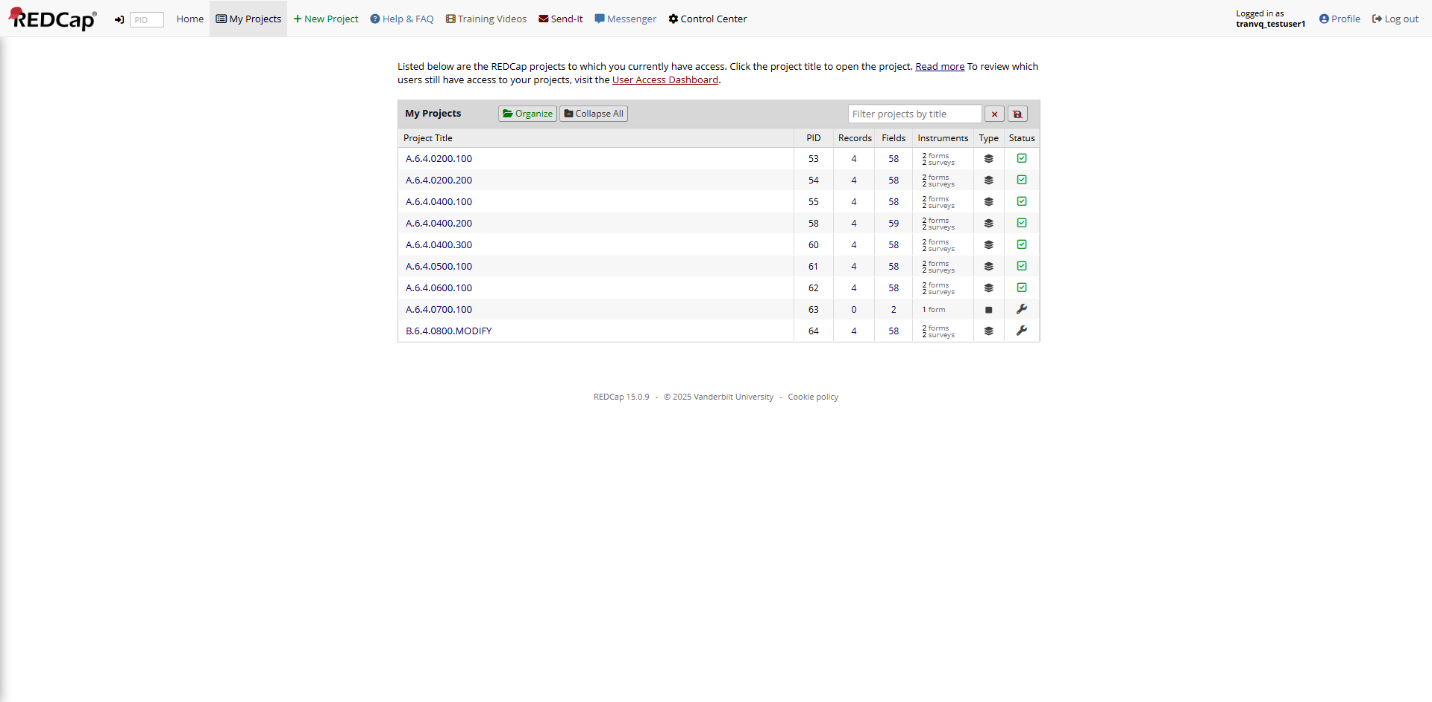 REDCap®
PID
Home
My Projects
+ New Project
Help & FAQ
Training Videos
Send-It
Messenger
Control Center
Logged in as
tranvq_testuser1
Profile
Log out
Listed below are the REDCap projects to which you currently have access. Click the project title to open the project. Read more To review which
users still have access to your projects, visit the User Access Dashboard.
My Projects Organize Collapse All Filter projects by title
Project Title PID Records Fields Instruments Type Status
A.6.4.0200.100 53 4 58 2 forms
2 surveys
A.6.4.0200.200 54 4 58 2 forms
2 surveys
A.6.4.0400.100 55 4 58 2 forms
2 surveys
A.6.4.0400.200 58 4 59 2 forms
2 surveys
A.6.4.0400.300 60 4 58 2 forms
2 surveys
A.6.4.0500.100 61 4 58 2 forms
2 surveys
A.6.4.0600.100 62 4 58 2 forms
2 surveys
A.6.4.0700.100 63 0 2 1 form
B.6.4.0800.MODIFY 64 4 58 2 forms
2 surveys
REDCap 15.0.9 - © 2025 Vanderbilt University - Cookie policy